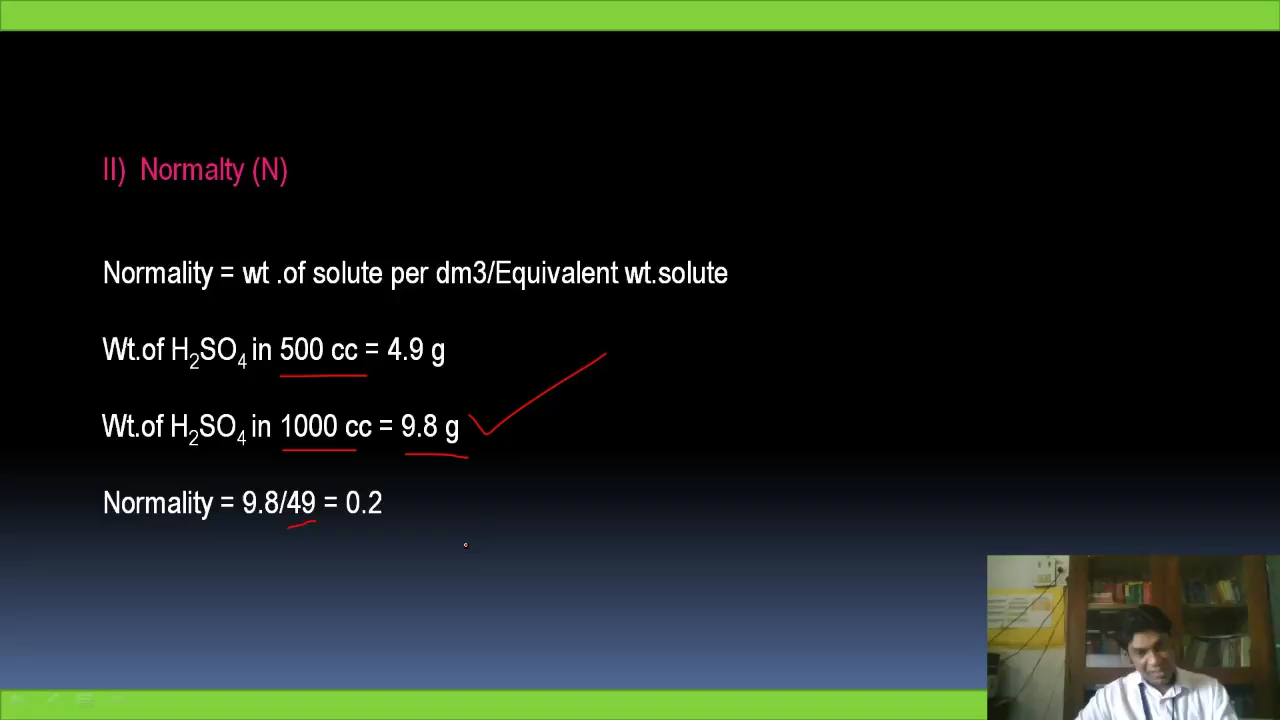 II) Normalty (N)
Normality = wt .of solute per dm3/Equivalent wt.solute
Wt.of H₂SO₄ in 500 cc = 4.9 g
Wt.of H₂SO₄ in 1000 cc = 9.8 g
Normality = 9.8/49 = 0.2